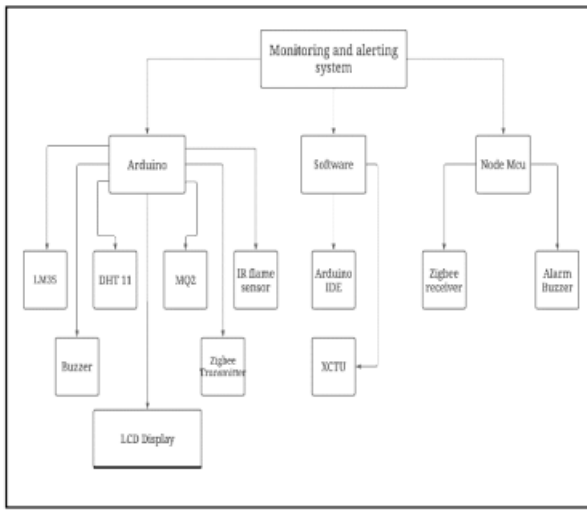 Monitoring and alerting
system
Arduino
Software
Node Mcu
LM35
DHT 11
MQ2
IR flame
sensor
Arduino
IDE
Zigbee
receiver
Alarm
Buzzer
Buzzer
Zigbee
Transmitter
XCTU
LCD Display